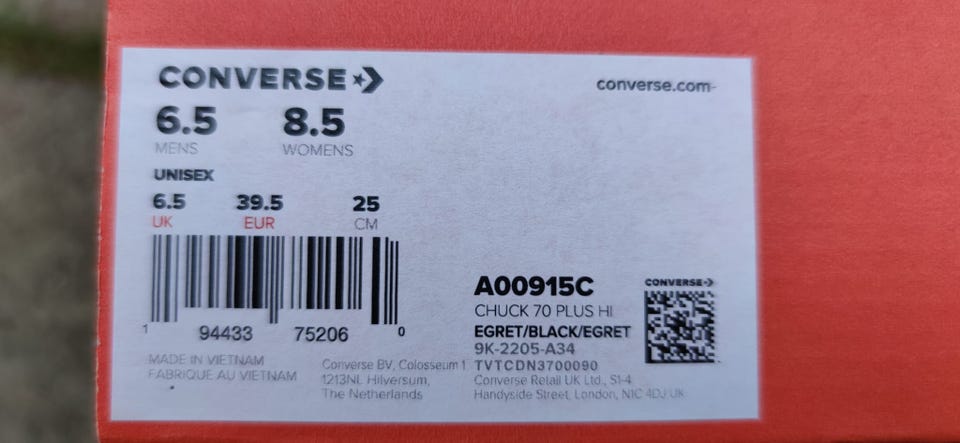 CONVERSE
converse.com
6.5 8.5
MENS WOMENS
UNISEX
6.5 39.5 25
UK EUR CM
1 94433 75206 0
A00915C
CHUCK 70 PLUS HI
EGRET/BLACK/EGRET
9K-2205-A34
TVTCDN3700090
CONVERSE
MADE IN VIETNAM
FABRIQUE AU VIETNAM
Converse BV, Colosseum 1
1213NL Hilversum,
The Netherlands
Converse Retail UK Ltd., S1-4
Handyside Street, London, N1C 4DJ UK